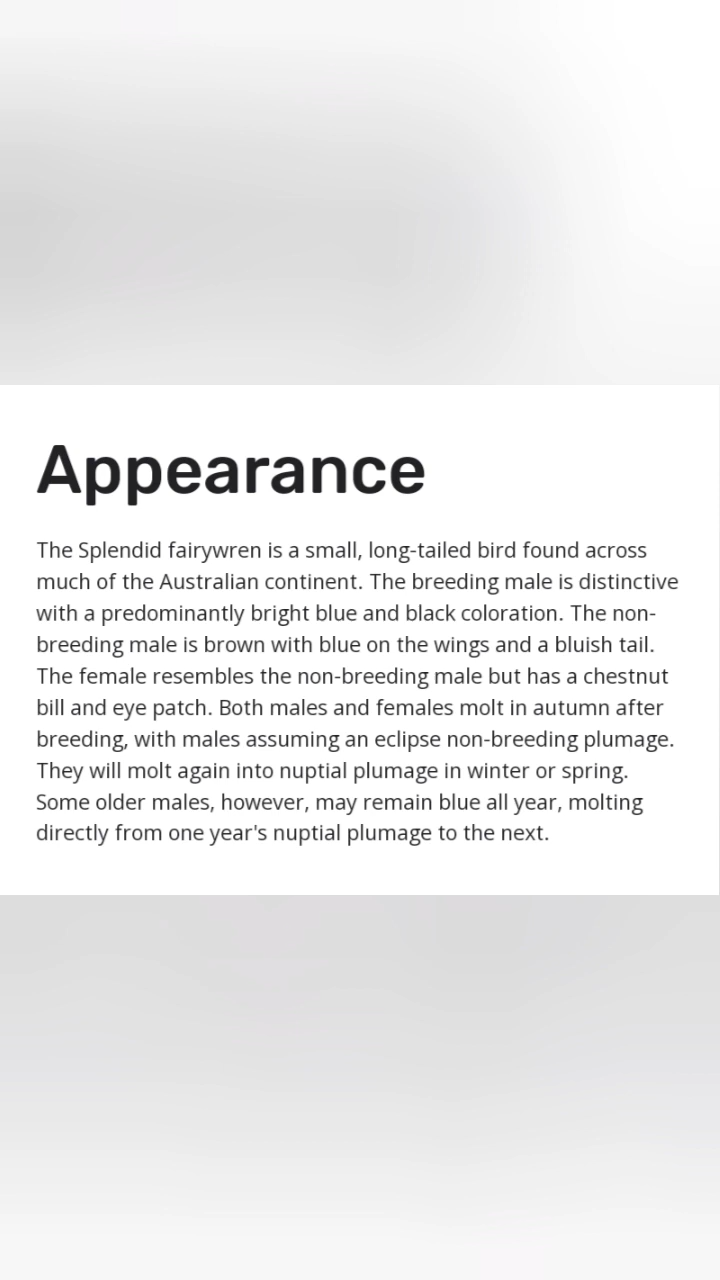 Appearance
The Splendid fairywren is a small, long-tailed bird found across
much of the Australian continent. The breeding male is distinctive
with a predominantly bright blue and black coloration. The non-
breeding male is brown with blue on the wings and a bluish tail.
The female resembles the non-breeding male but has a chestnut
bill and eye patch. Both males and females molt in autumn after
breeding, with males assuming an eclipse non-breeding plumage.
They will molt again into nuptial plumage in winter or spring.
Some older males, however, may remain blue all year, molting
directly from one year's nuptial plumage to the next.